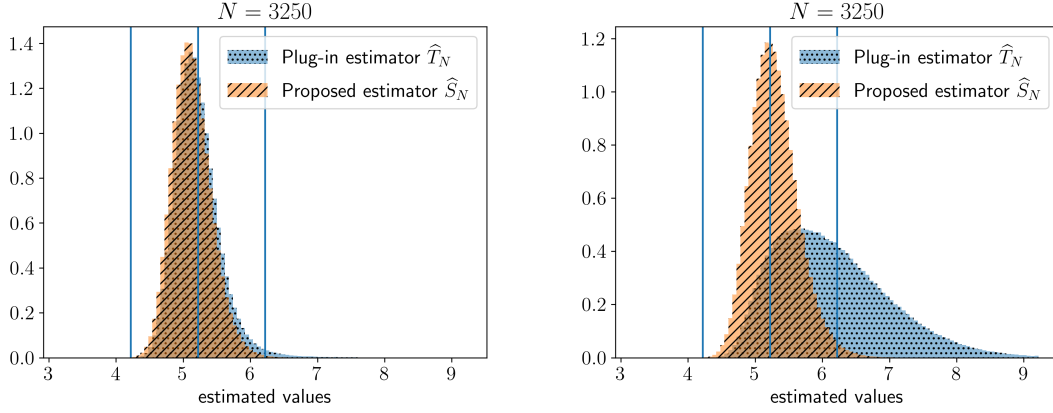 N = 3250
Plug-in estimator T̂_N
Proposed estimator Ŝ_N
1.4
1.2
1.0
0.8
0.6
0.4
0.2
0.0
3 4 5 6 7 8 9
estimated values
N = 3250
Plug-in estimator T̂_N
Proposed estimator Ŝ_N
1.2
1.0
0.8
0.6
0.4
0.2
0.0
3 4 5 6 7 8 9
estimated values